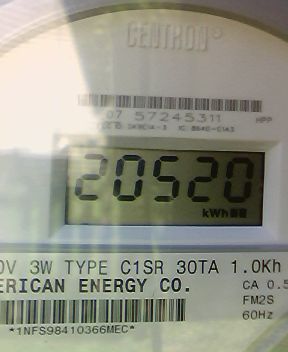 CENTRON®
07 57245311 HPP
20520
kWh
0V 3W TYPE C1SR 30TA 1.0Kh
ERICAN ENERGY CO. CA 0.5
FM2S
*1NFS98410366MEC* 60Hz